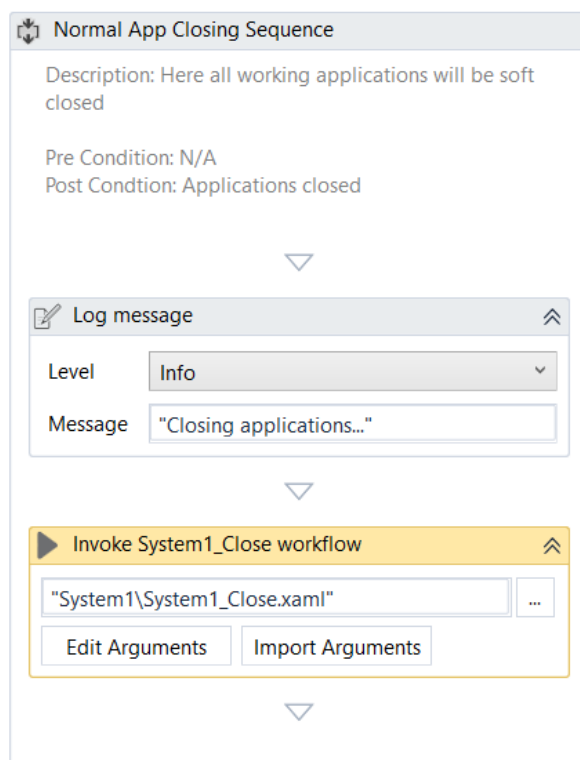 Normal App Closing Sequence
Description: Here all working applications will be soft
closed
Pre Condition: N/A
Post Condtion: Applications closed
Log message
Level Info
Message "Closing applications..."
Invoke System1_Close workflow
"System1\System1_Close.xaml" ...
Edit Arguments Import Arguments